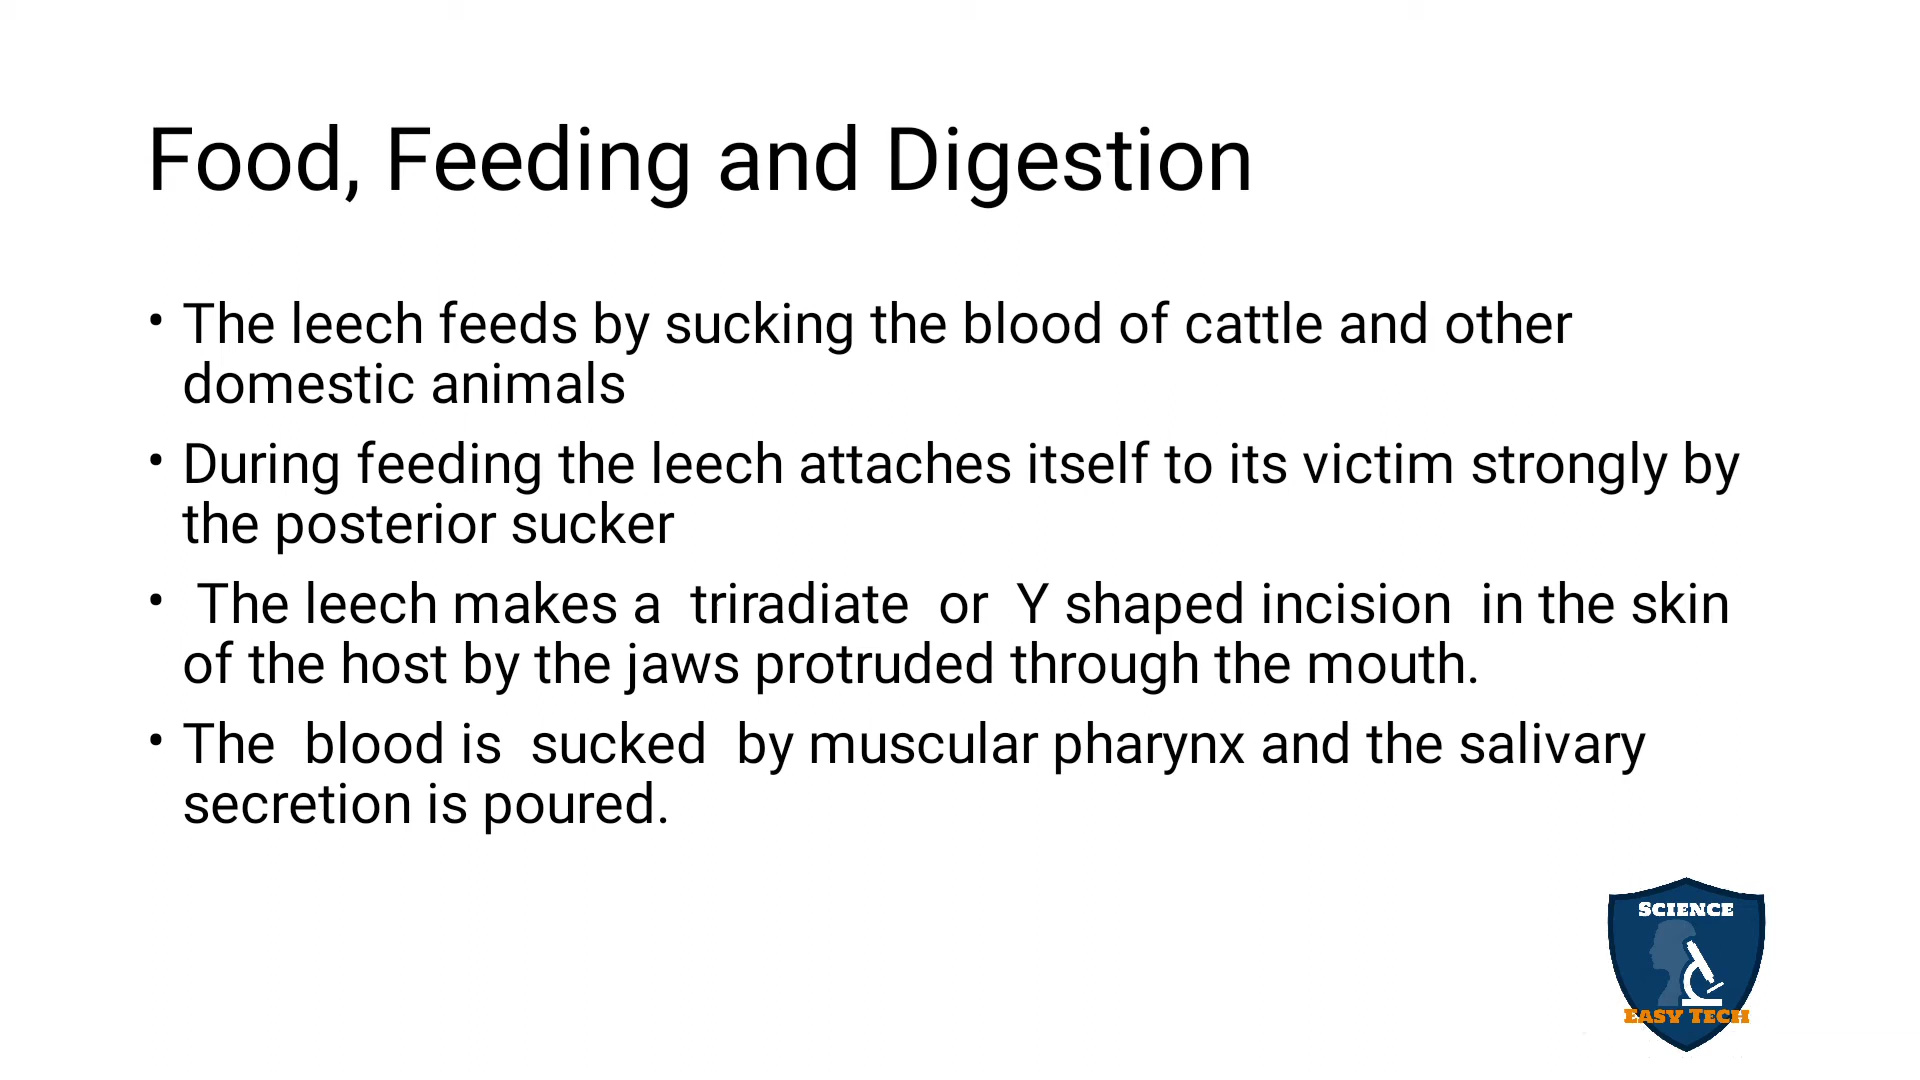 Food, Feeding and Digestion
• The leech feeds by sucking the blood of cattle and other
domestic animals
• During feeding the leech attaches itself to its victim strongly by
the posterior sucker
•  The leech makes a  triradiate  or  Y shaped incision  in the skin
of the host by the jaws protruded through the mouth.
• The  blood is  sucked  by muscular pharynx and the salivary
secretion is poured.
SCIENCE
EASY TECH